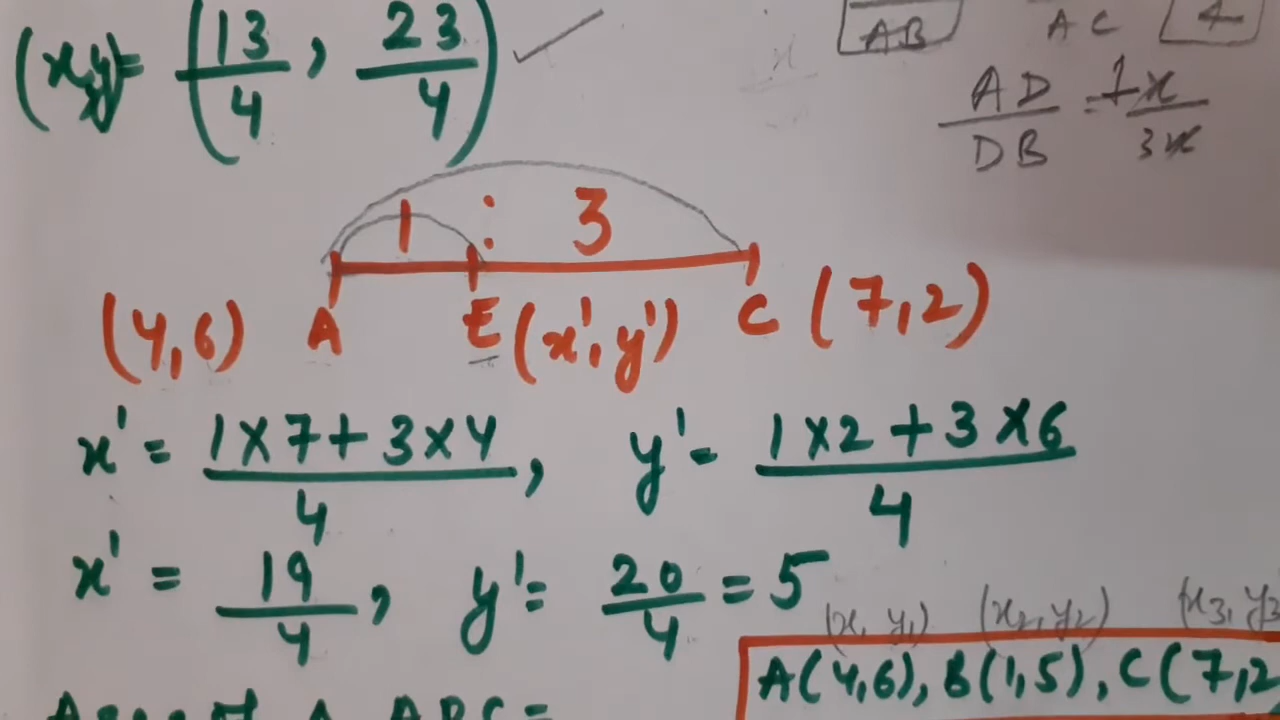 (x, y) = (13/4, 23/4) ✓
AB AC 4
AD/DB = 1x/3x
1 : 3
(4,6) A E (x', y') C (7,2)
x' = 1×7+3×4/4, y' = 1×2+3×6/4
x' = 19/4, y' = 20/4 = 5
(x, y1) (x2, y2) (x3, y3
A(4,6), B(1,5), C(7,2